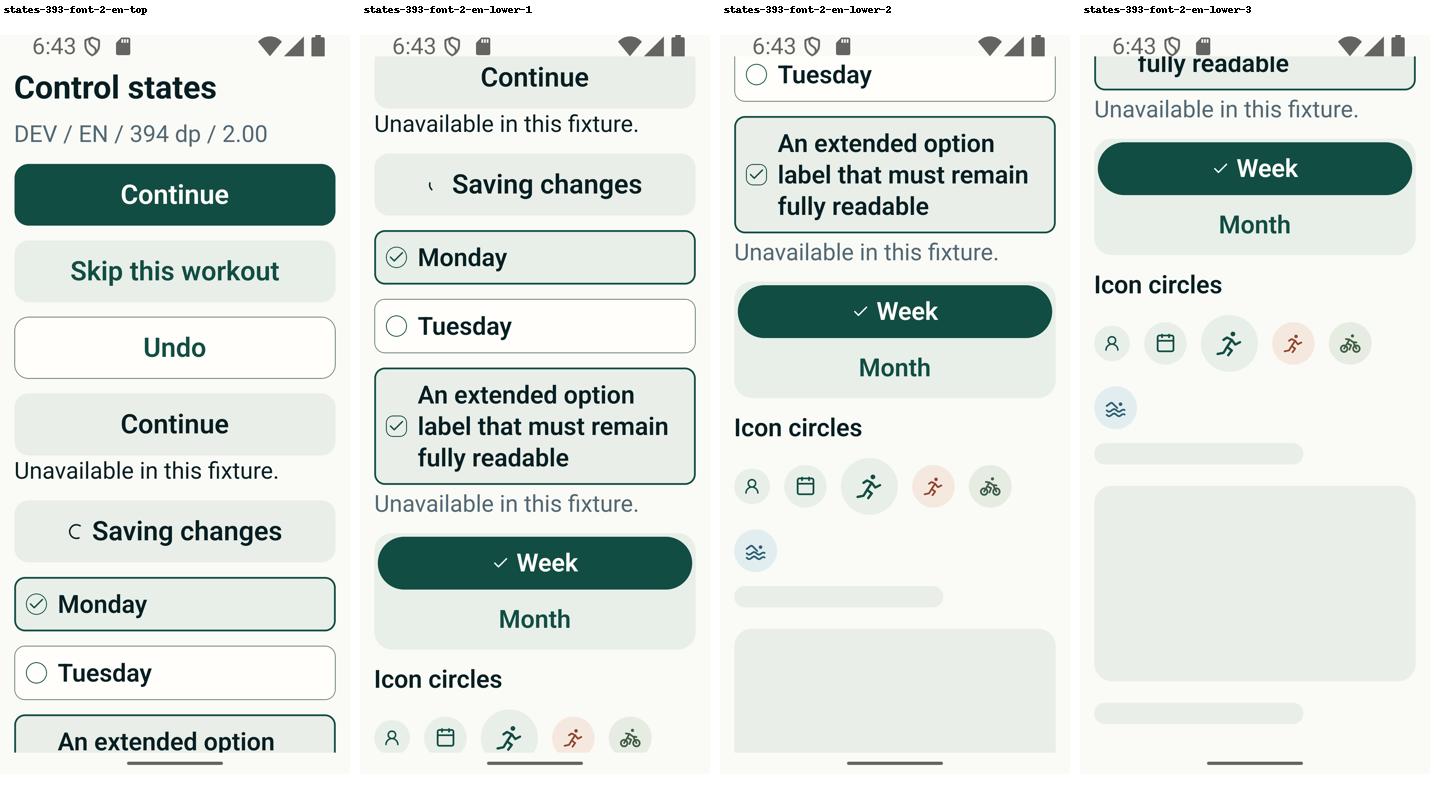 states-393-font-2-en-top
6:43
Control states
DEV / EN / 394 dp / 2.00
Continue
Skip this workout
Undo
Continue
Unavailable in this fixture.
Saving changes
Monday
Tuesday
An extended option
states-393-font-2-en-lower-1
6:43
Continue
Unavailable in this fixture.
Saving changes
Monday
Tuesday
An extended option
label that must remain
fully readable
Unavailable in this fixture.
Week
Month
Icon circles
states-393-font-2-en-lower-2
6:43
Tuesday
An extended option
label that must remain
fully readable
Unavailable in this fixture.
Week
Month
Icon circles
states-393-font-2-en-lower-3
6:43
fully readable
Unavailable in this fixture.
Week
Month
Icon circles